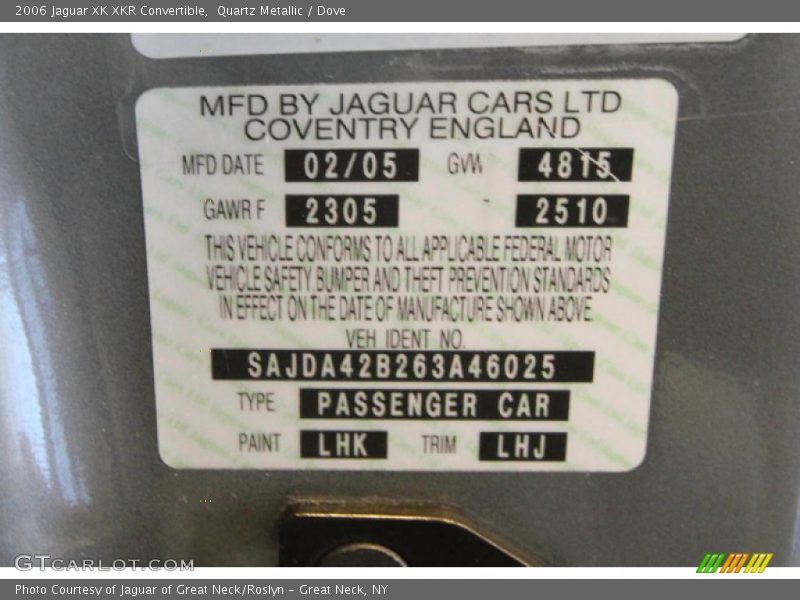 2006 Jaguar XK XKR Convertible,  Quartz Metallic / Dove
MFD BY JAGUAR CARS LTD
COVENTRY ENGLAND
MFD DATE 02/05 GVW 4815
GAWR F 2305 2510
THIS VEHICLE CONFORMS TO ALL APPLICABLE FEDERAL MOTOR
VEHICLE SAFETY BUMPER AND THEFT PREVENTION STANDARDS
IN EFFECT ON THE DATE OF MANUFACTURE SHOWN ABOVE.
VEH IDENT NO.
SAJDA42B263A46025
TYPE PASSENGER CAR
PAINT LHK TRIM LHJ
GTCARLOT.COM
Photo Courtesy of Jaguar of Great Neck/Roslyn – Great Neck, NY